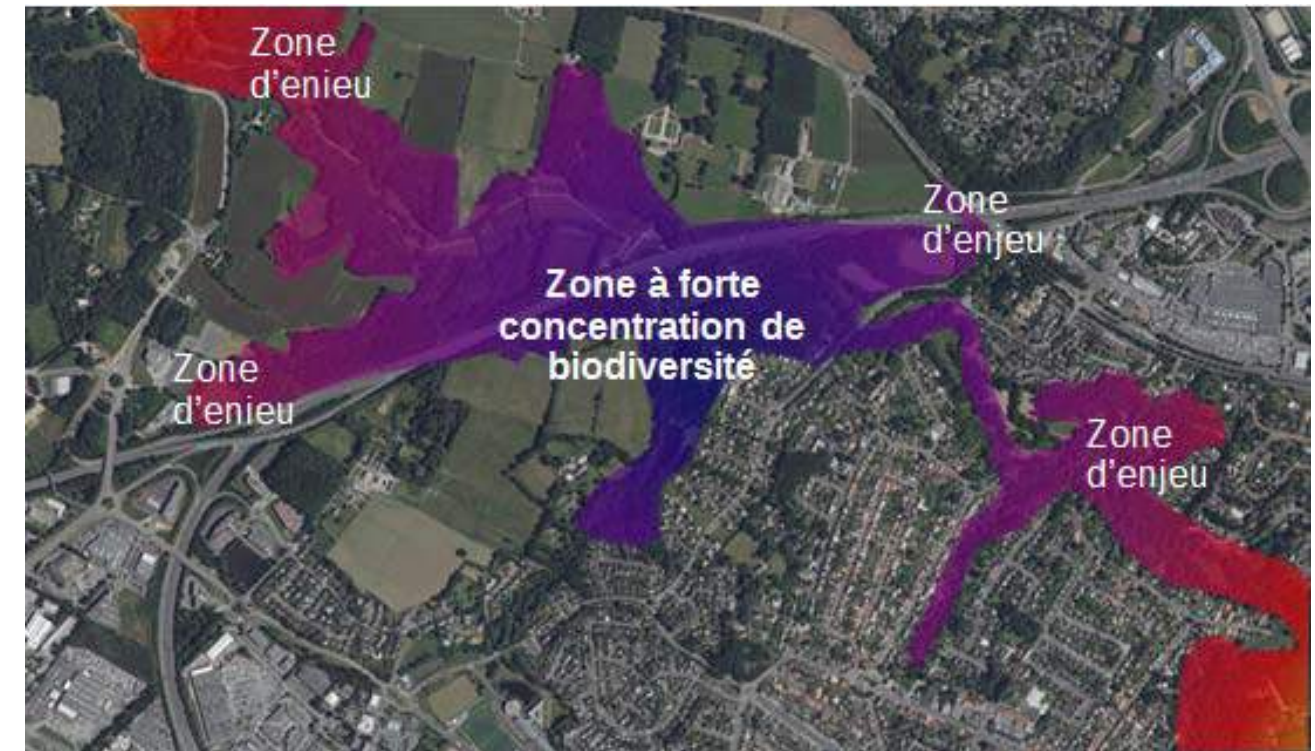 Zone
d'enieu
Zone
d'enjeu
Zone à forte
concentration de
biodiversité
Zone
d'enieu
Zone
d'enjeu